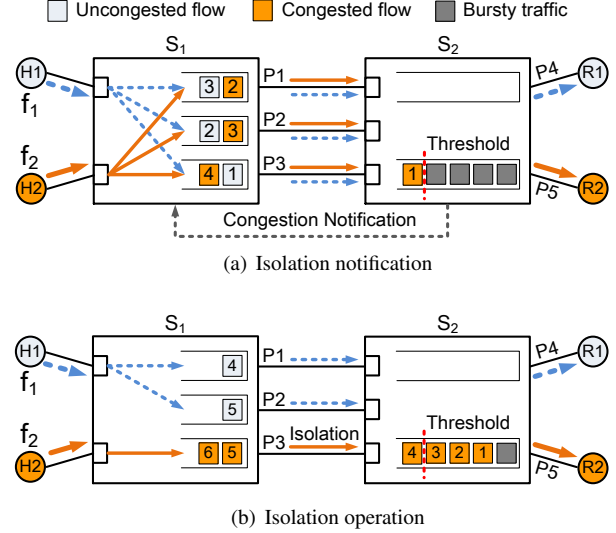 Uncongested flow Congested flow Bursty traffic
S1 S2
H1 3 2 P1 P4 R1
f1
2 3 P2
f2 Threshold
H2 4 1 P3 1 P5 R2
Congestion Notification
(a) Isolation notification
S1 S2
H1 4 P1 P4 R1
f1
5 P2
f2 Isolation Threshold
H2 6 5 P3 4 3 2 1 P5 R2
(b) Isolation operation